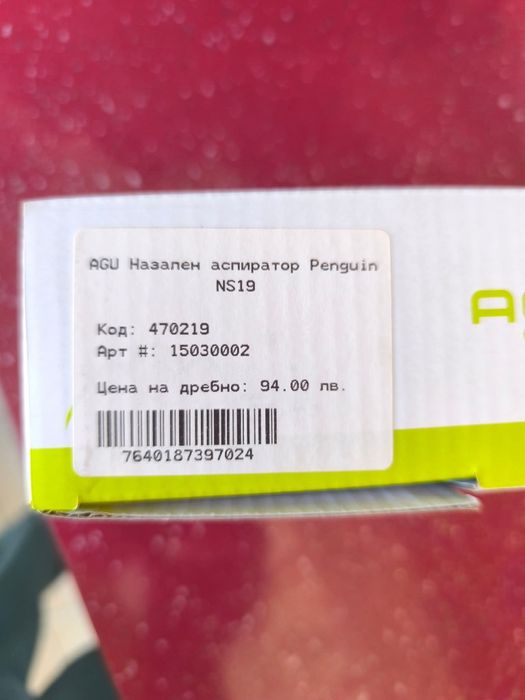 AGU Назален аспиратор Penguin
NS19
Код: 470219
Арт #: 15030002
Цена на дребно: 94.00 лв.
7640187397024